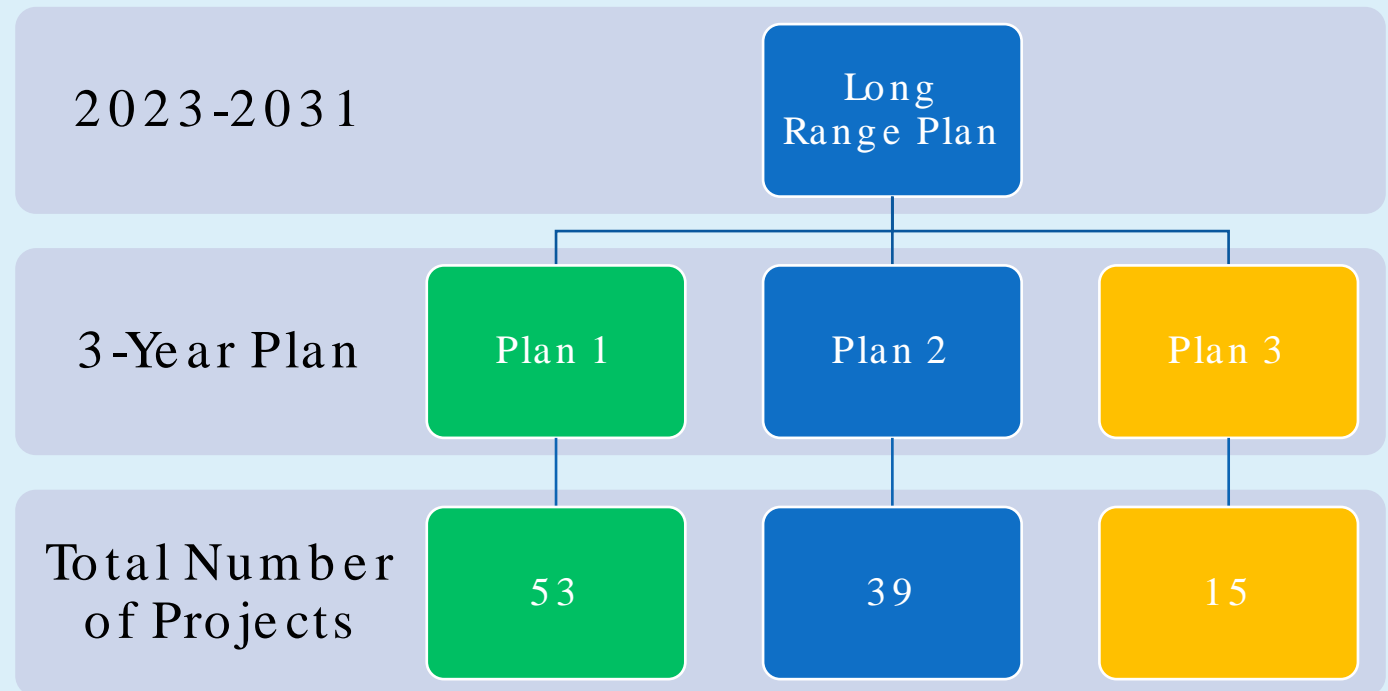 2023-2031
Long
Range Plan
3-Year Plan
Plan 1
Plan 2
Plan 3
Total Number
of Projects
53
39
15